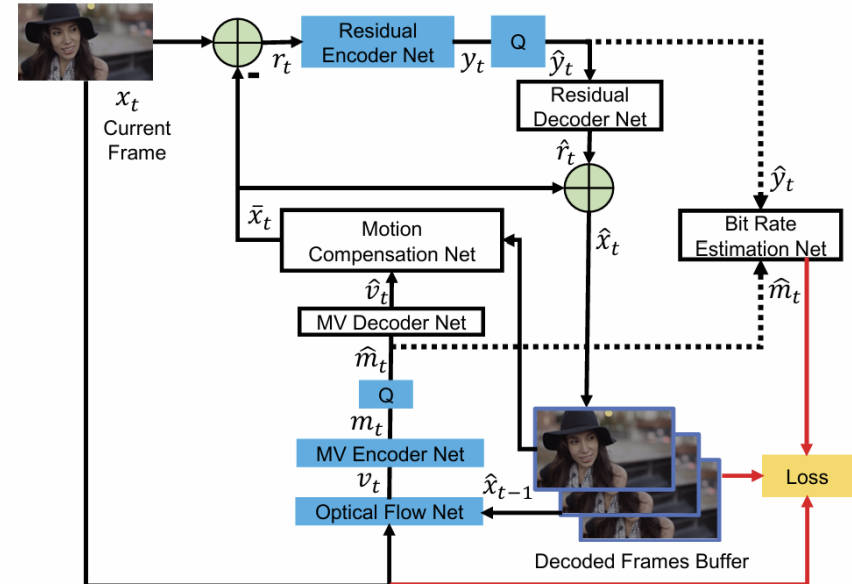 x_t
Current
Frame
r_t
-
Residual
Encoder Net
y_t
Q
ŷ_t
Residual
Decoder Net
r̂_t
ŷ_t
x̄_t
Motion
Compensation Net
x̂_t
Bit Rate
Estimation Net
v̂_t
m̂_t
MV Decoder Net
m̂_t
Q
m_t
MV Encoder Net
v_t
x̂_{t−1}
Optical Flow Net
Loss
Decoded Frames Buffer